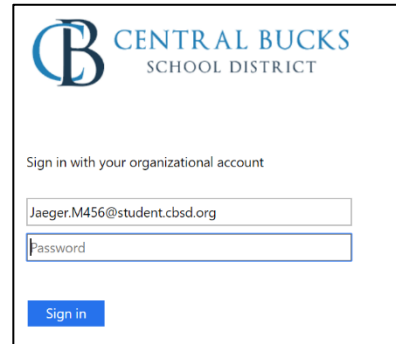 CB CENTRAL BUCKS
SCHOOL DISTRICT
Sign in with your organizational account
Jaeger.M456@student.cbsd.org
Password
Sign in